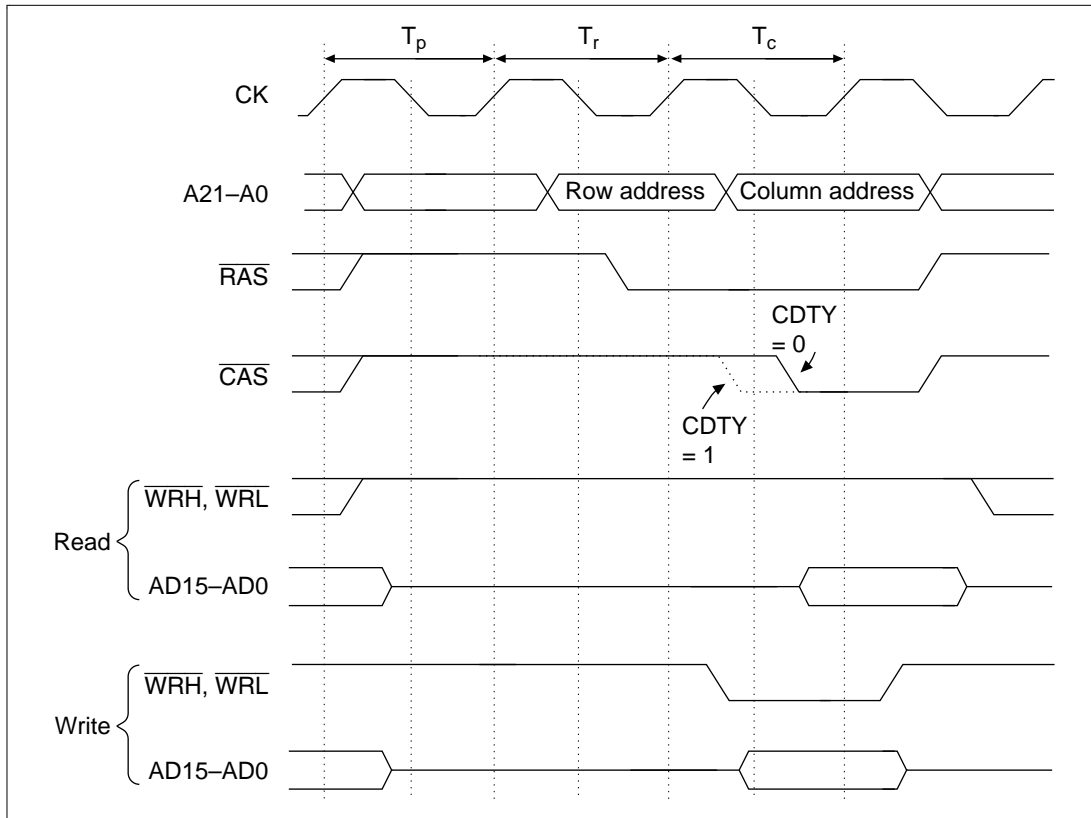 Tp Tr Tc
CK
A21–A0 Row address Column address
RAS
CDTY
= 0
CAS
CDTY
= 1
WRH, WRL
Read
AD15–AD0
WRH, WRL
Write
AD15–AD0